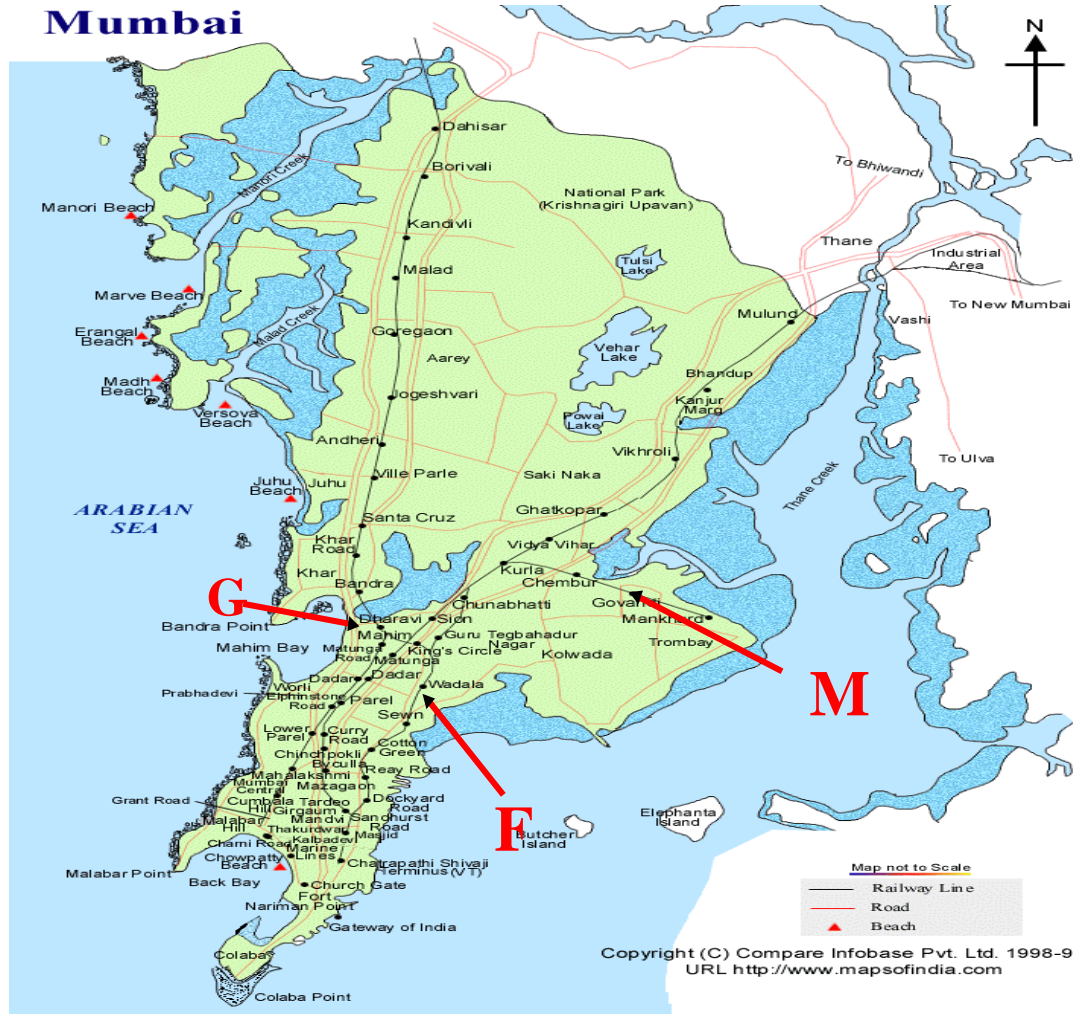 Mumbai
N
Dahisar
To Bhiwandi
Borivali
Manori Creek
National Park
(Krishnagiri Upavan)
Manori Beach
Kandivli
Thane
Industrial
Area
Tulsi
Lake
Malad
Marve Beach
To New Mumbai
Mulund
Vashi
Malad Creek
Erangal
Beach
Goregaon
Vehar
Lake
Aarey
Bhandup
Madh
Beach
Jogeshvari
Kanjur
Marg
Versova
Beach
Powai
Lake
Andheri
Vikhroli
To Ulva
Ville Parle
Saki Naka
Thane Creek
Juhu
Beach
Juhu
ARABIAN
SEA
Ghatkopar
Santa Cruz
Khar
Road
Vidya Vihar
Khar
Kurla
Bandra
Chembur
G
Chunabhatti
Govandi
Bandra Point
Dharavi
Sion
Mankhurd
Mahim
Guru Tegbahadur
Nagar
Trombay
Mahim Bay
Matunga
Road
King's Circle
Matunga
Kolwada
Dadar
Dadar
Wadala
M
Prabhadevi
Worli
Elphinstone
Road
Parel
Sewn
Lower
Parel
Curry
Road
Cotton
Green
Chinchpokli
Byculla
Reay Road
Mahalakshmi
Mumbai
Central
Mazagaon
Grant Road
Cumbala
Hill
Tardeo
Dockyard
Road
Girgaum
Malabar
Hill
Mandvi
Sandhurst
Road
F
Elephanta
Island
Butcher
Island
Thakurdwar
Kalbadevi
Masjid
Charni Road
Marine
Lines
Chowpatty
Beach
Chatrapathi Shivaji
Terminus (VT)
Malabar Point
Back Bay
Church Gate
Fort
Nariman Point
Gateway of India
Colaba
Colaba Point
Map not to Scale
Railway Line
Road
Beach
Copyright (C) Compare Infobase Pvt. Ltd. 1998-9
URL http://www.mapsofindia.com